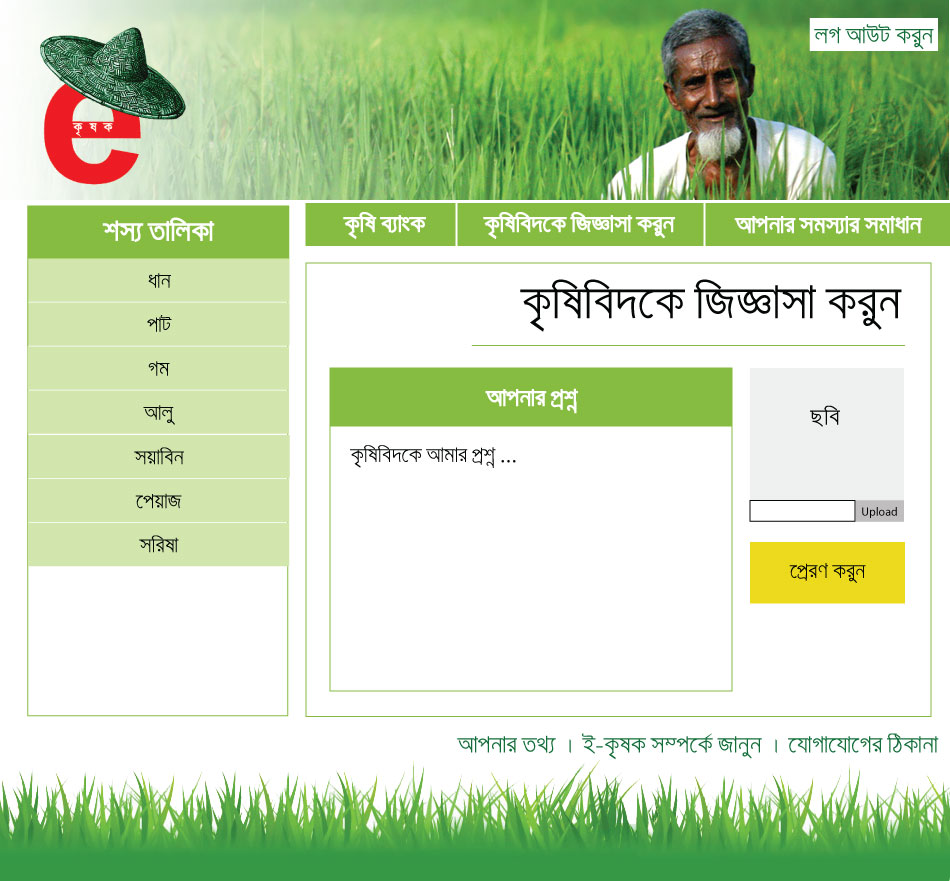 লগ আউট করুন
e
কৃ ষ ক
শস্য তালিকা
ধান
পাট
গম
আলু
সয়াবিন
পেয়াজ
সরিষা
কৃষি ব্যাংক
কৃষিবিদকে জিজ্ঞাসা করুন
আপনার সমস্যার সমাধান
কৃষিবিদকে জিজ্ঞাসা করুন
আপনার প্রশ্ন
কৃষিবিদকে আমার প্রশ্ন ...
ছবি
Upload
প্রেরণ করুন
আপনার তথ্য । ই-কৃষক সম্পর্কে জানুন । যোগাযোগের ঠিকানা